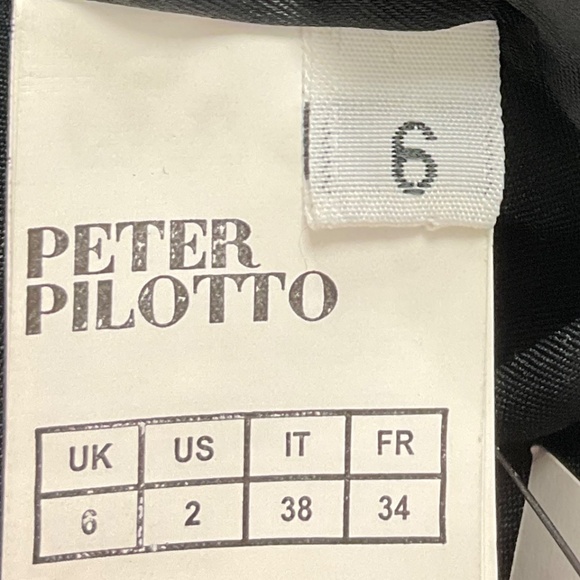 6
PETER
PILOTTO
UK US IT FR
6 2 38 34